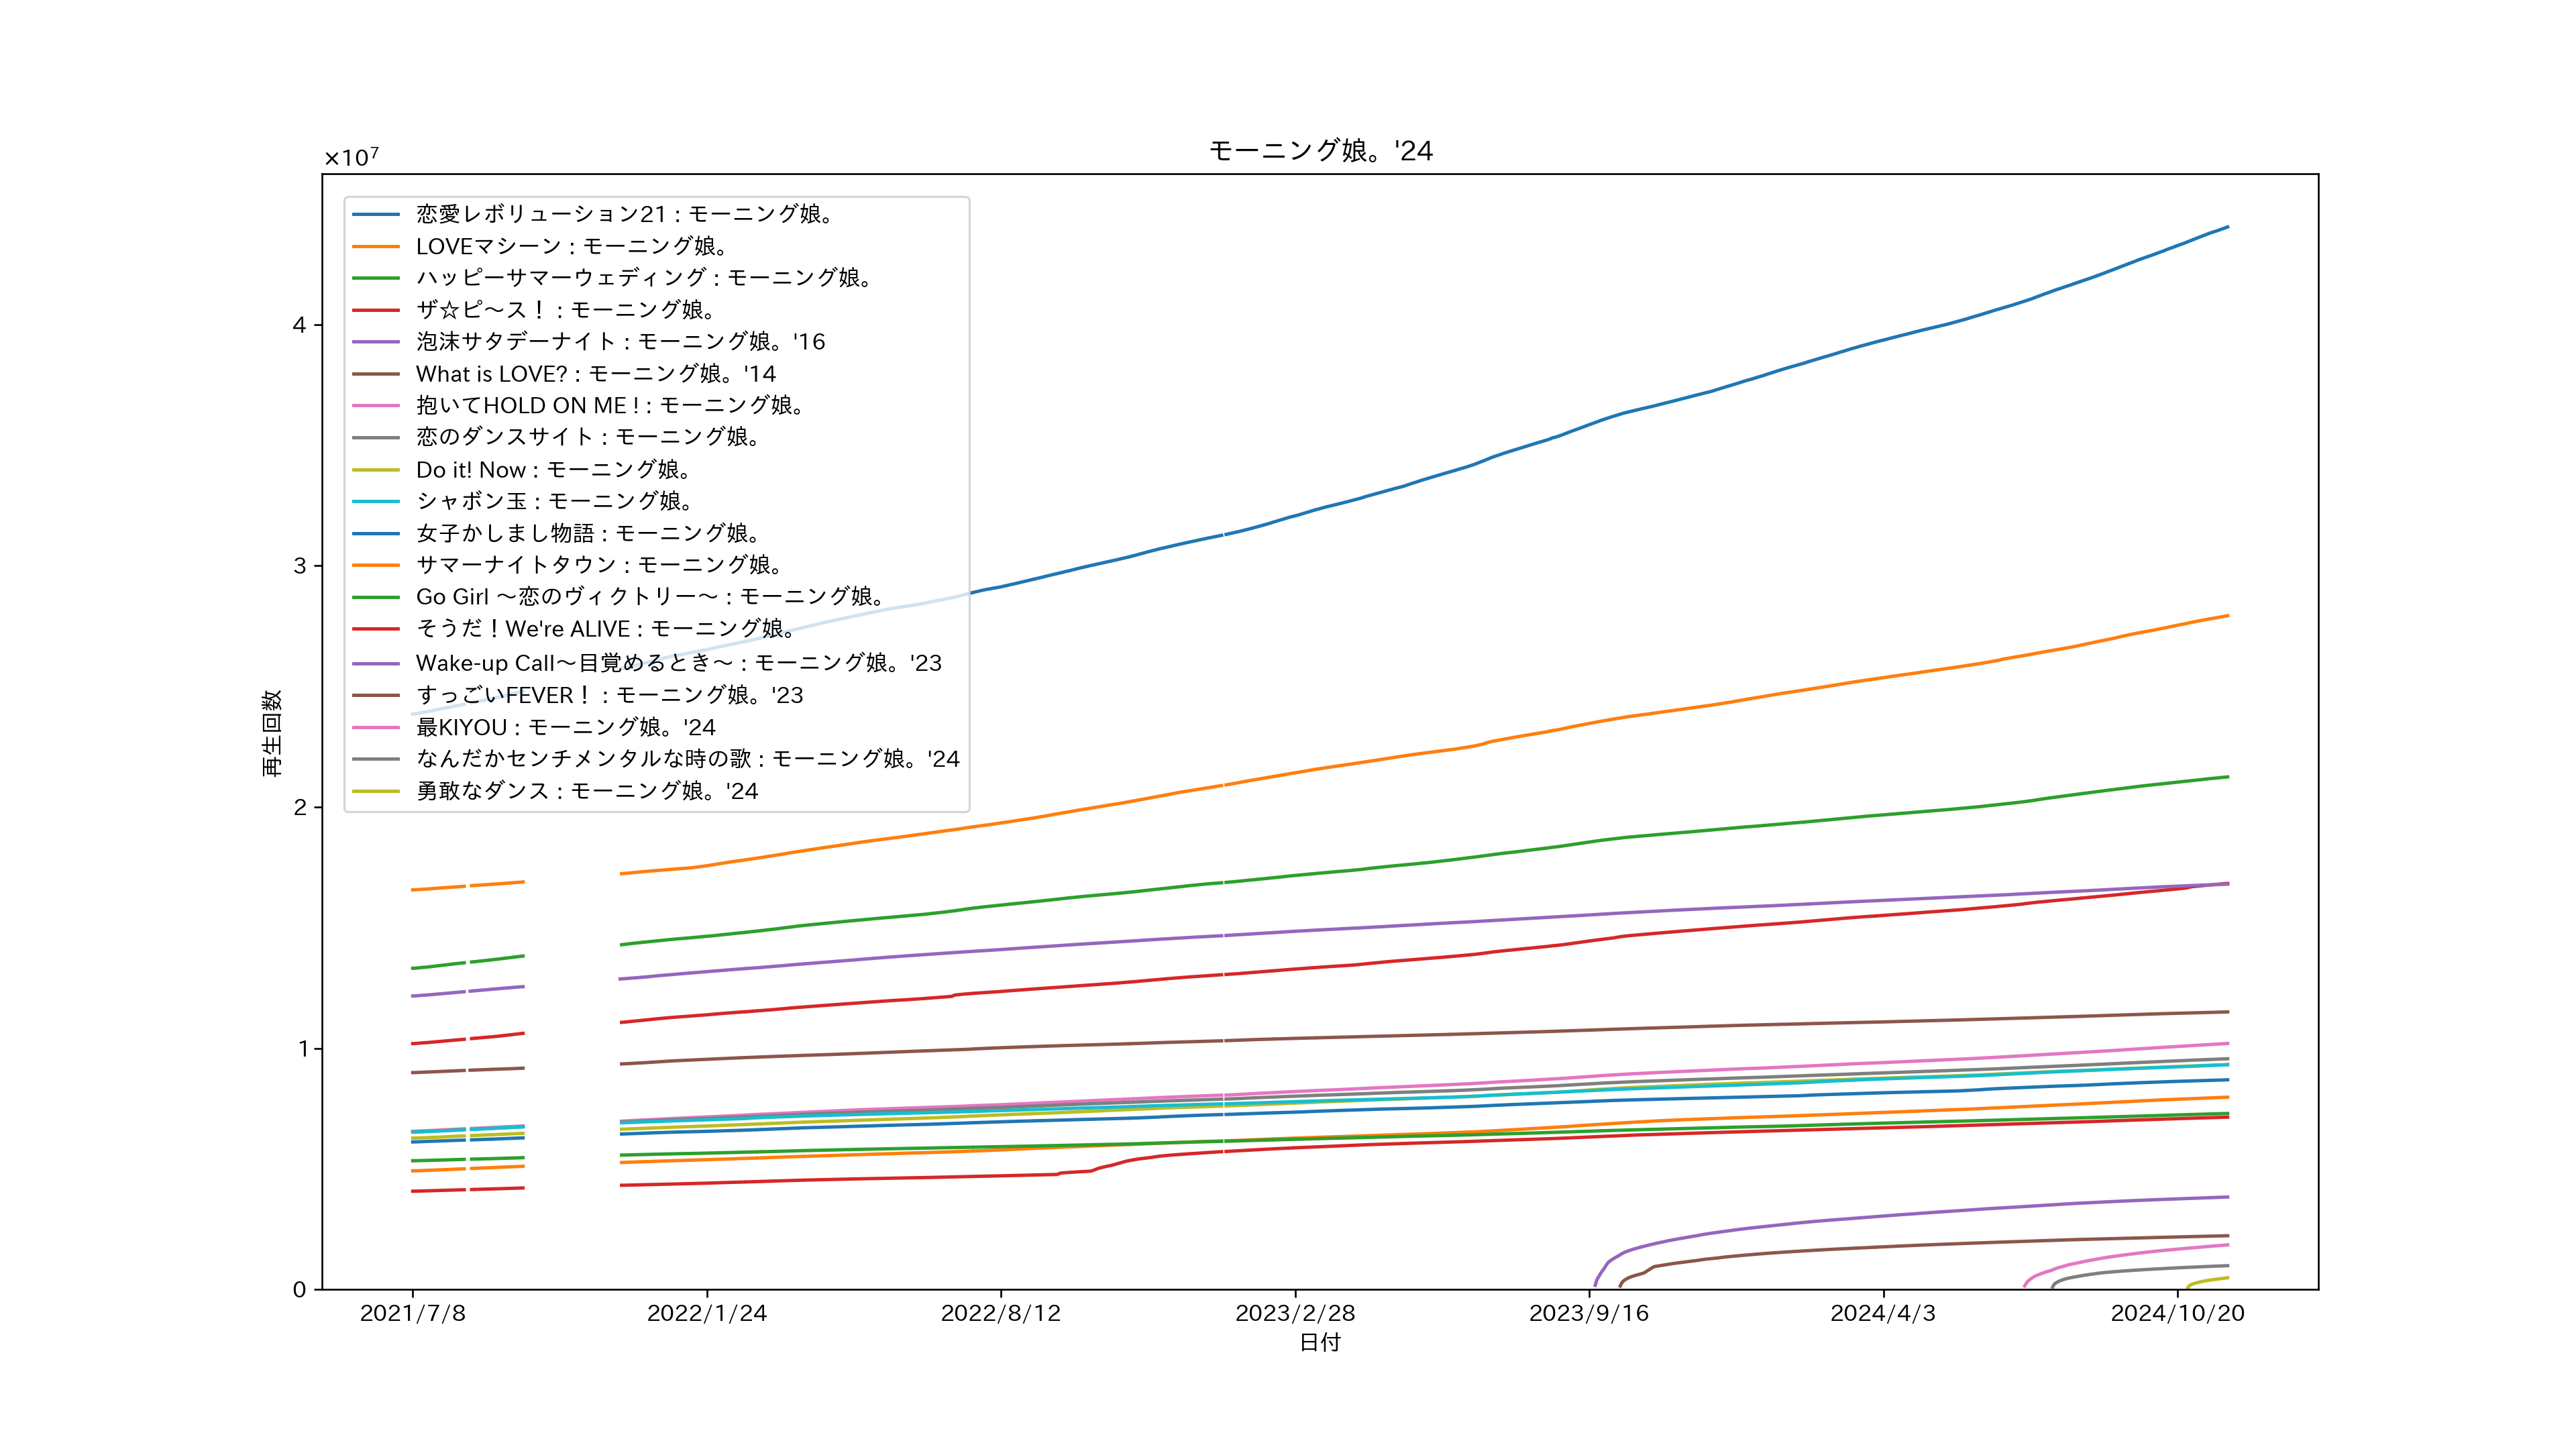 モーニング娘。'24
×10⁷
恋愛レボリューション21 : モーニング娘。
LOVEマシーン : モーニング娘。
ハッピーサマーウェディング : モーニング娘。
ザ☆ピ〜ス! : モーニング娘。
泡沫サタデーナイト : モーニング娘。'16
What is LOVE? : モーニング娘。'14
抱いてHOLD ON ME ! : モーニング娘。
恋のダンスサイト : モーニング娘。
Do it! Now : モーニング娘。
シャボン玉 : モーニング娘。
女子かしまし物語 : モーニング娘。
サマーナイトタウン : モーニング娘。
Go Girl 〜恋のヴィクトリー〜 : モーニング娘。
そうだ!We're ALIVE : モーニング娘。
Wake-up Call〜目覚めるとき〜 : モーニング娘。'23
すっごいFEVER! : モーニング娘。'23
最KIYOU : モーニング娘。'24
なんだかセンチメンタルな時の歌 : モーニング娘。'24
勇敢なダンス : モーニング娘。'24
再生回数
4
3
2
1
0
2021/7/8
2022/1/24
2022/8/12
2023/2/28
2023/9/16
2024/4/3
2024/10/20
日付